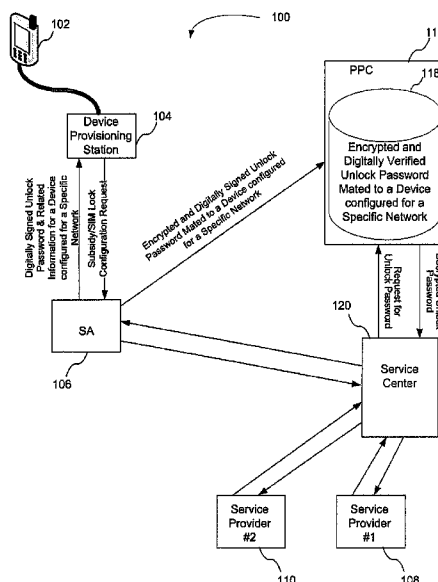 102
100
11
118
PPC
Device
Provisioning
Station
104
Encrypted and
Digitally Verified
Unlock Password
Mated to a Device
configured for a
Specific Network
Digitally Signed Unlock
Password & Related
Information for a Device
configured for a Specific
Network
Subsidy/SIM Lock
Configuration Request
Encrypted and Digitally Signed Unlock
Password Mated to a Device configured
for a Specific Network
Request for
Unlock Password
Password
120
SA
106
Service
Center
Service
Provider
#2
Service
Provider
#1
110
108